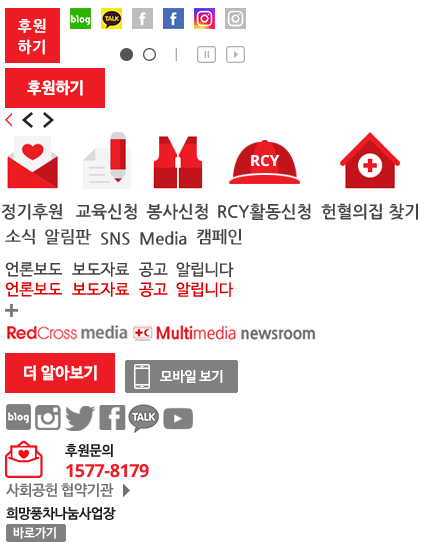 후원
하기
blog TALK
후원하기
RCY
정기후원 교육신청 봉사신청 RCY활동신청 헌혈의집 찾기
소식 알림판 SNS Media 캠페인
언론보도 보도자료 공고 알립니다
언론보도 보도자료 공고 알립니다
RedCross media Multimedia newsroom
더 알아보기 모바일 보기
blog TALK
후원문의
1577-8179
사회공헌 협약기관
희망풍차나눔사업장
바로가기